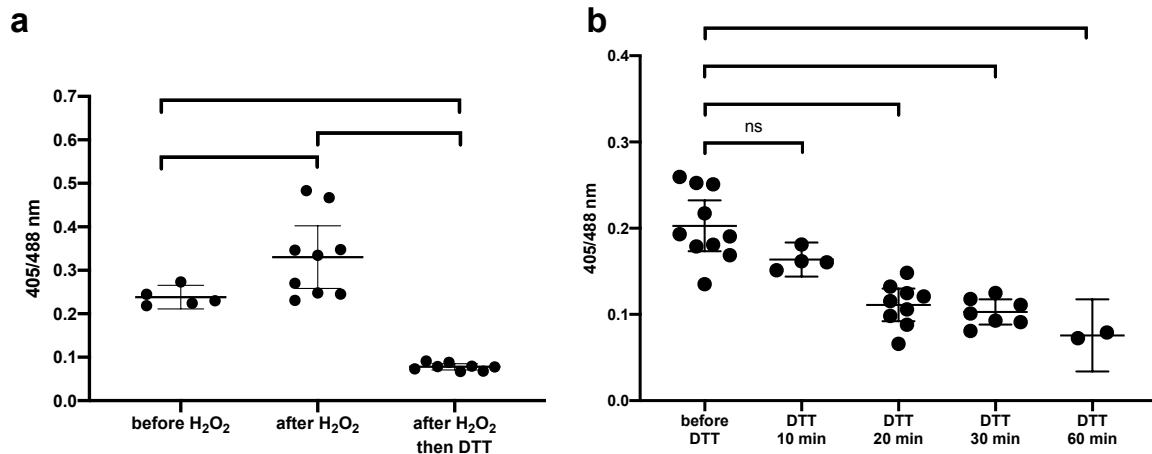 a
405/488 nm
0.7
0.6
0.5
0.4
0.3
0.2
0.1
0.0
before H₂O₂
after H₂O₂
after H₂O₂
then DTT
b
405/488 nm
0.4
0.3
0.2
0.1
0.0
ns
before
DTT
DTT
10 min
DTT
20 min
DTT
30 min
DTT
60 min